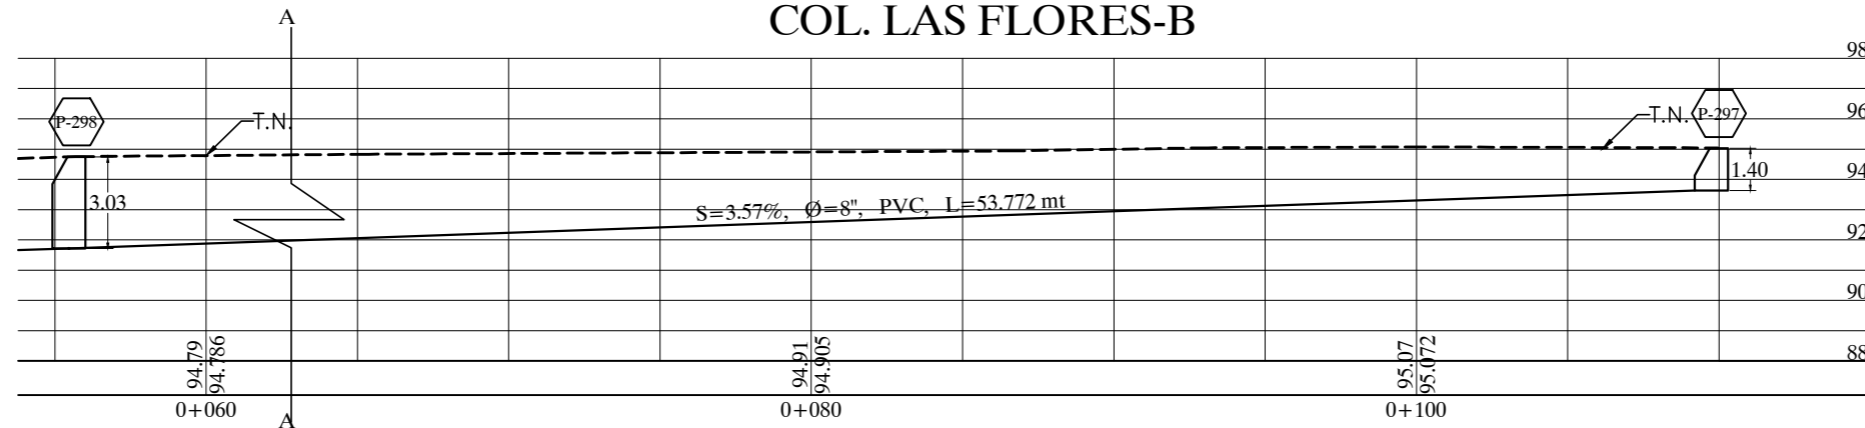 COL. LAS FLORES-B
A
98
96
94
92
90
88
P-298
T.N.
T.N.
P-297
3.03
1.40
S=3.57%, Ø=8", PVC, L=53.772 mt
94.79
94.786
94.91
94.905
95.07
95.072
0+060
0+080
0+100
A